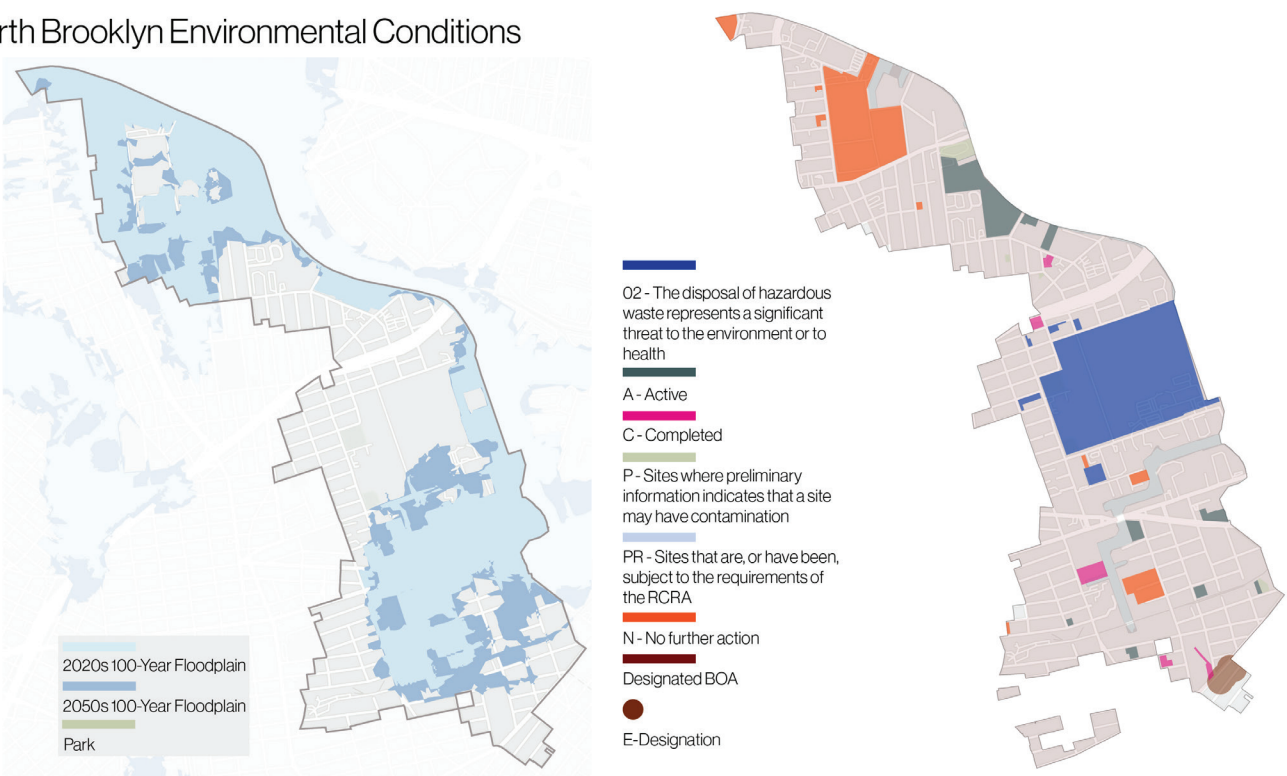 rth Brooklyn Environmental Conditions
2020s 100-Year Floodplain
2050s 100-Year Floodplain
Park
02 - The disposal of hazardous
waste represents a significant
threat to the environment or to
health
A - Active
C - Completed
P - Sites where preliminary
information indicates that a site
may have contamination
PR - Sites that are, or have been,
subject to the requirements of
the RCRA
N - No further action
Designated BOA
E-Designation